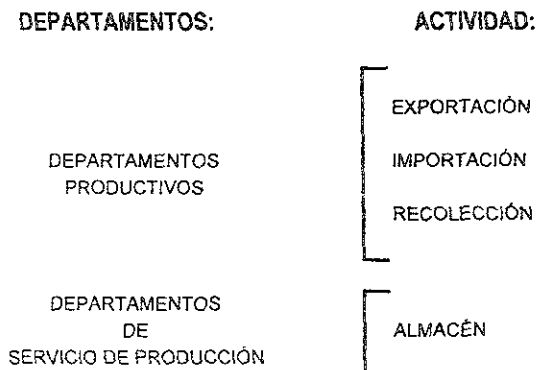 DEPARTAMENTOS: ACTIVIDAD:
EXPORTACIÓN
DEPARTAMENTOS
PRODUCTIVOS
IMPORTACIÓN
RECOLECCIÓN
DEPARTAMENTOS
DE
SERVICIO DE PRODUCCIÓN
ALMACÉN